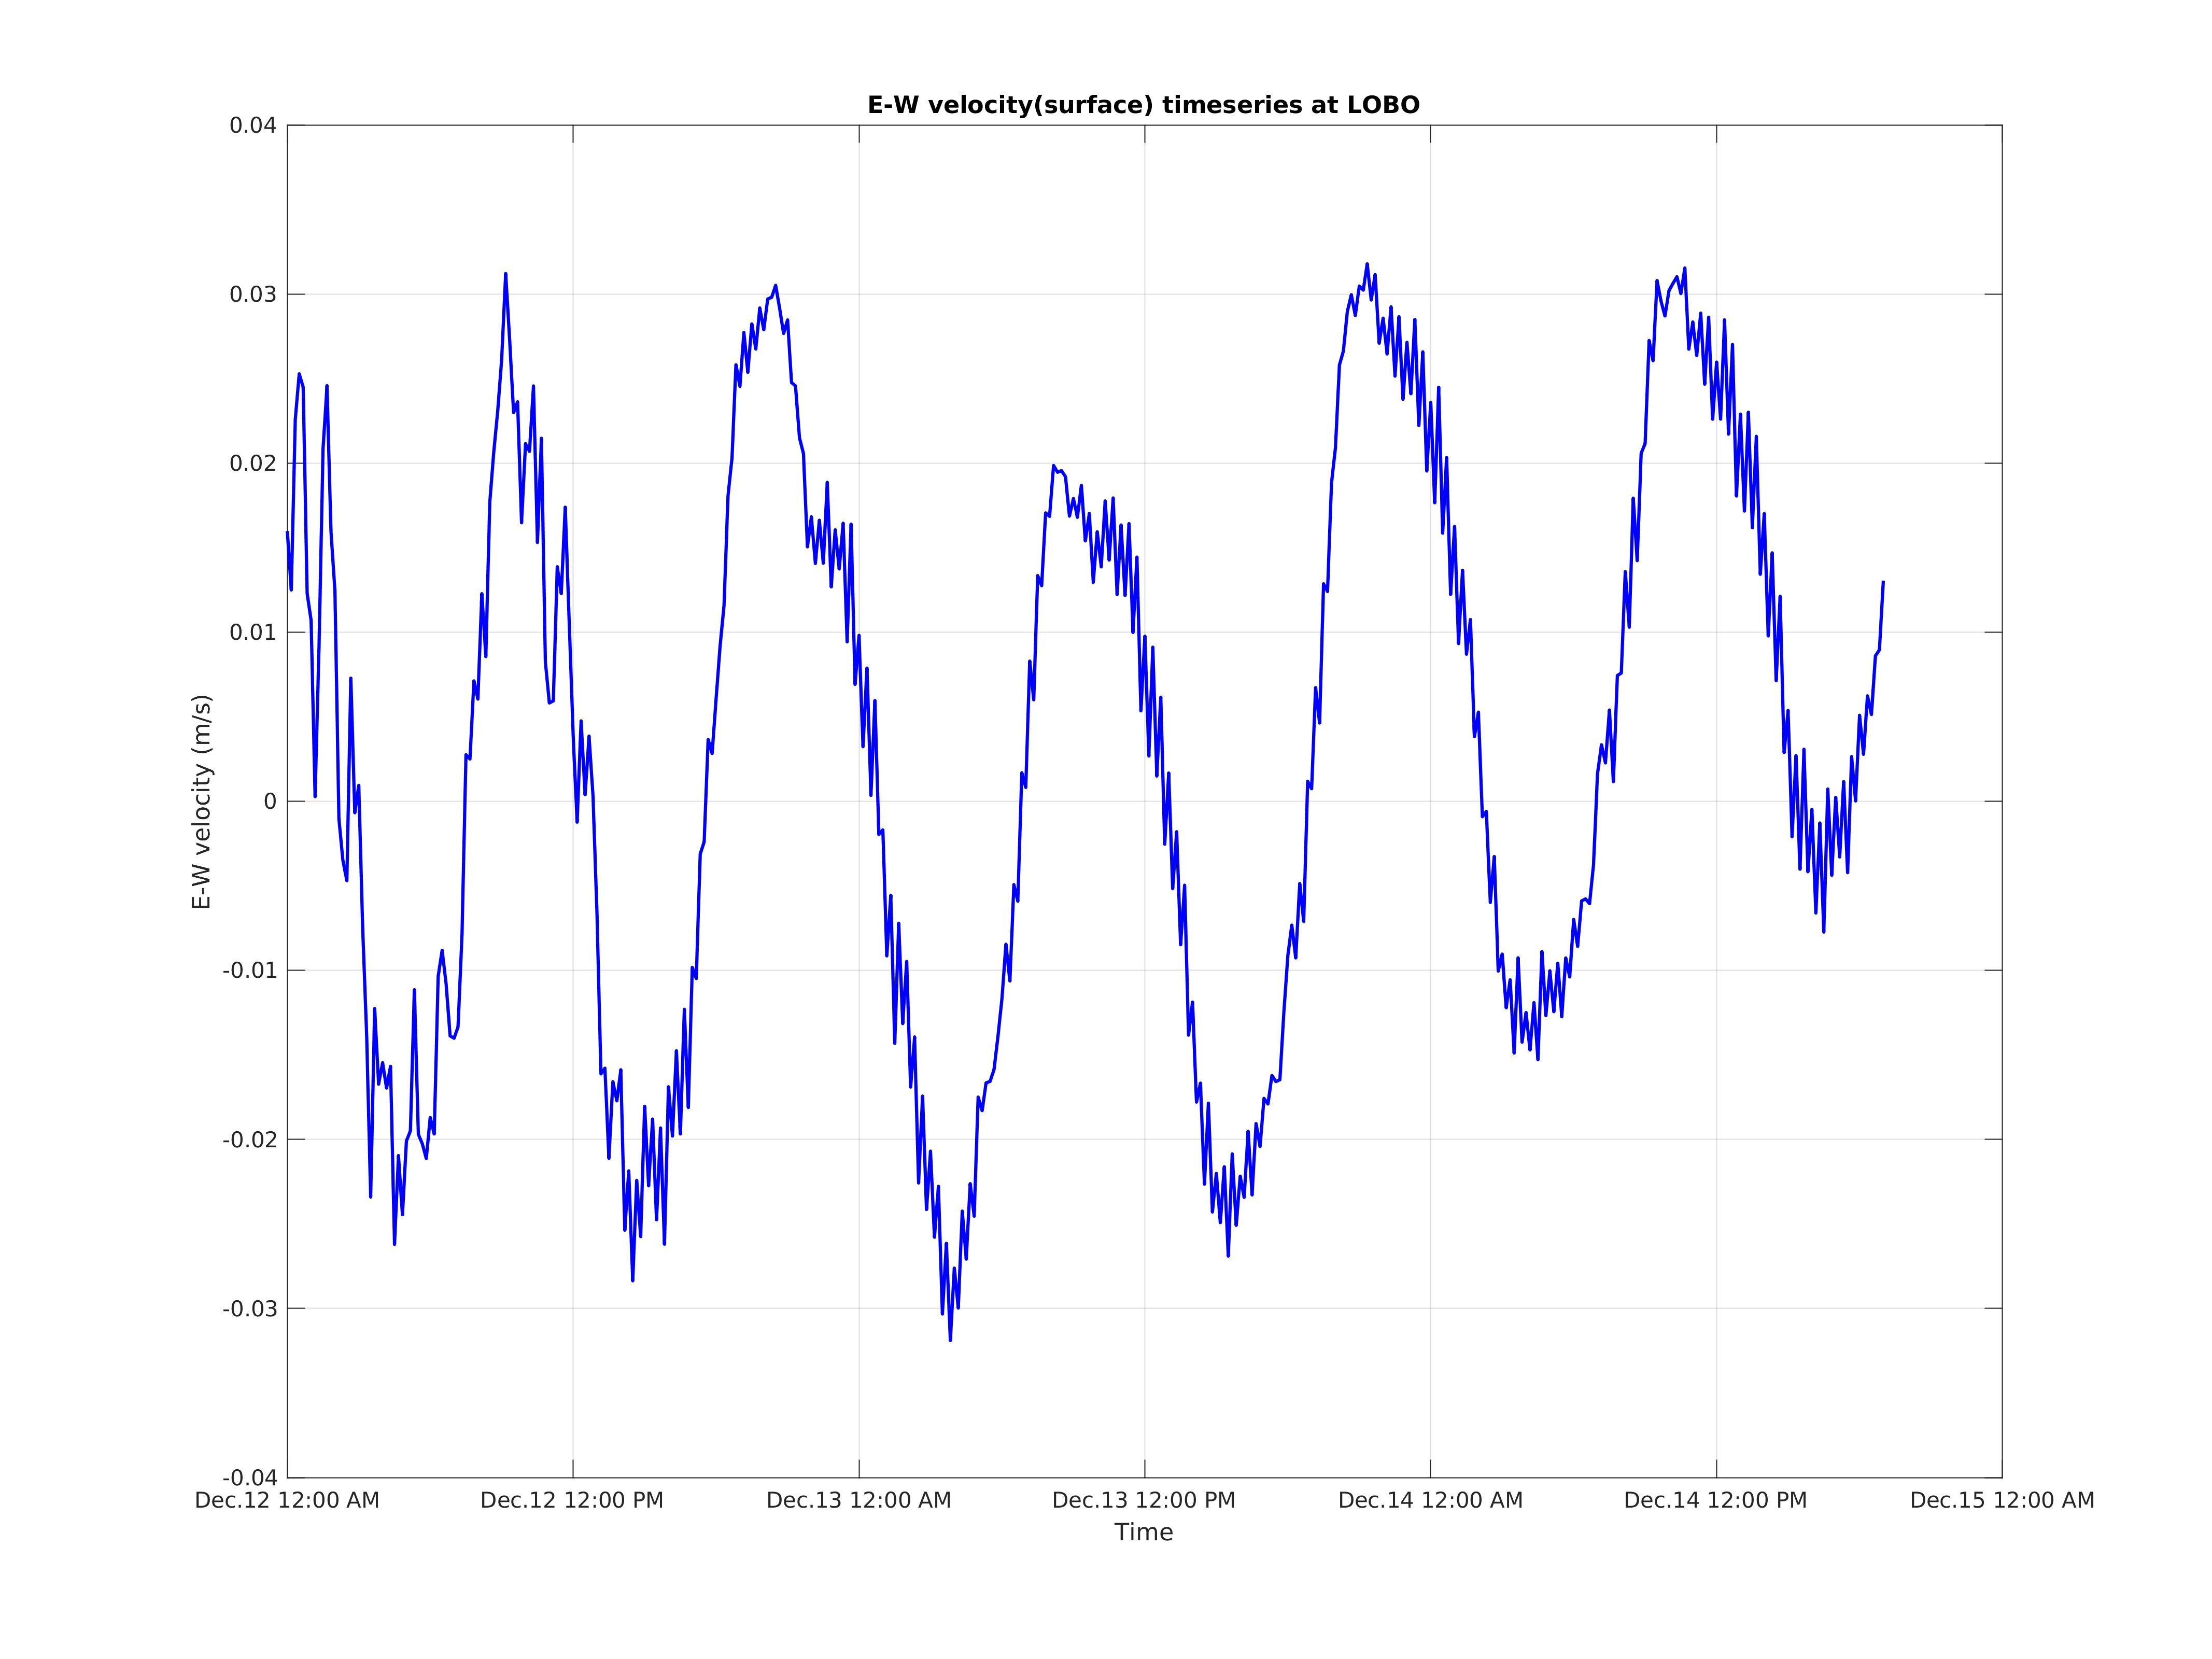 E-W velocity(surface) timeseries at LOBO
0.04
0.03
0.02
0.01
0
-0.01
-0.02
-0.03
-0.04
E-W velocity (m/s)
Dec.12 12:00 AM Dec.12 12:00 PM Dec.13 12:00 AM Dec.13 12:00 PM Dec.14 12:00 AM Dec.14 12:00 PM Dec.15 12:00 AM
Time